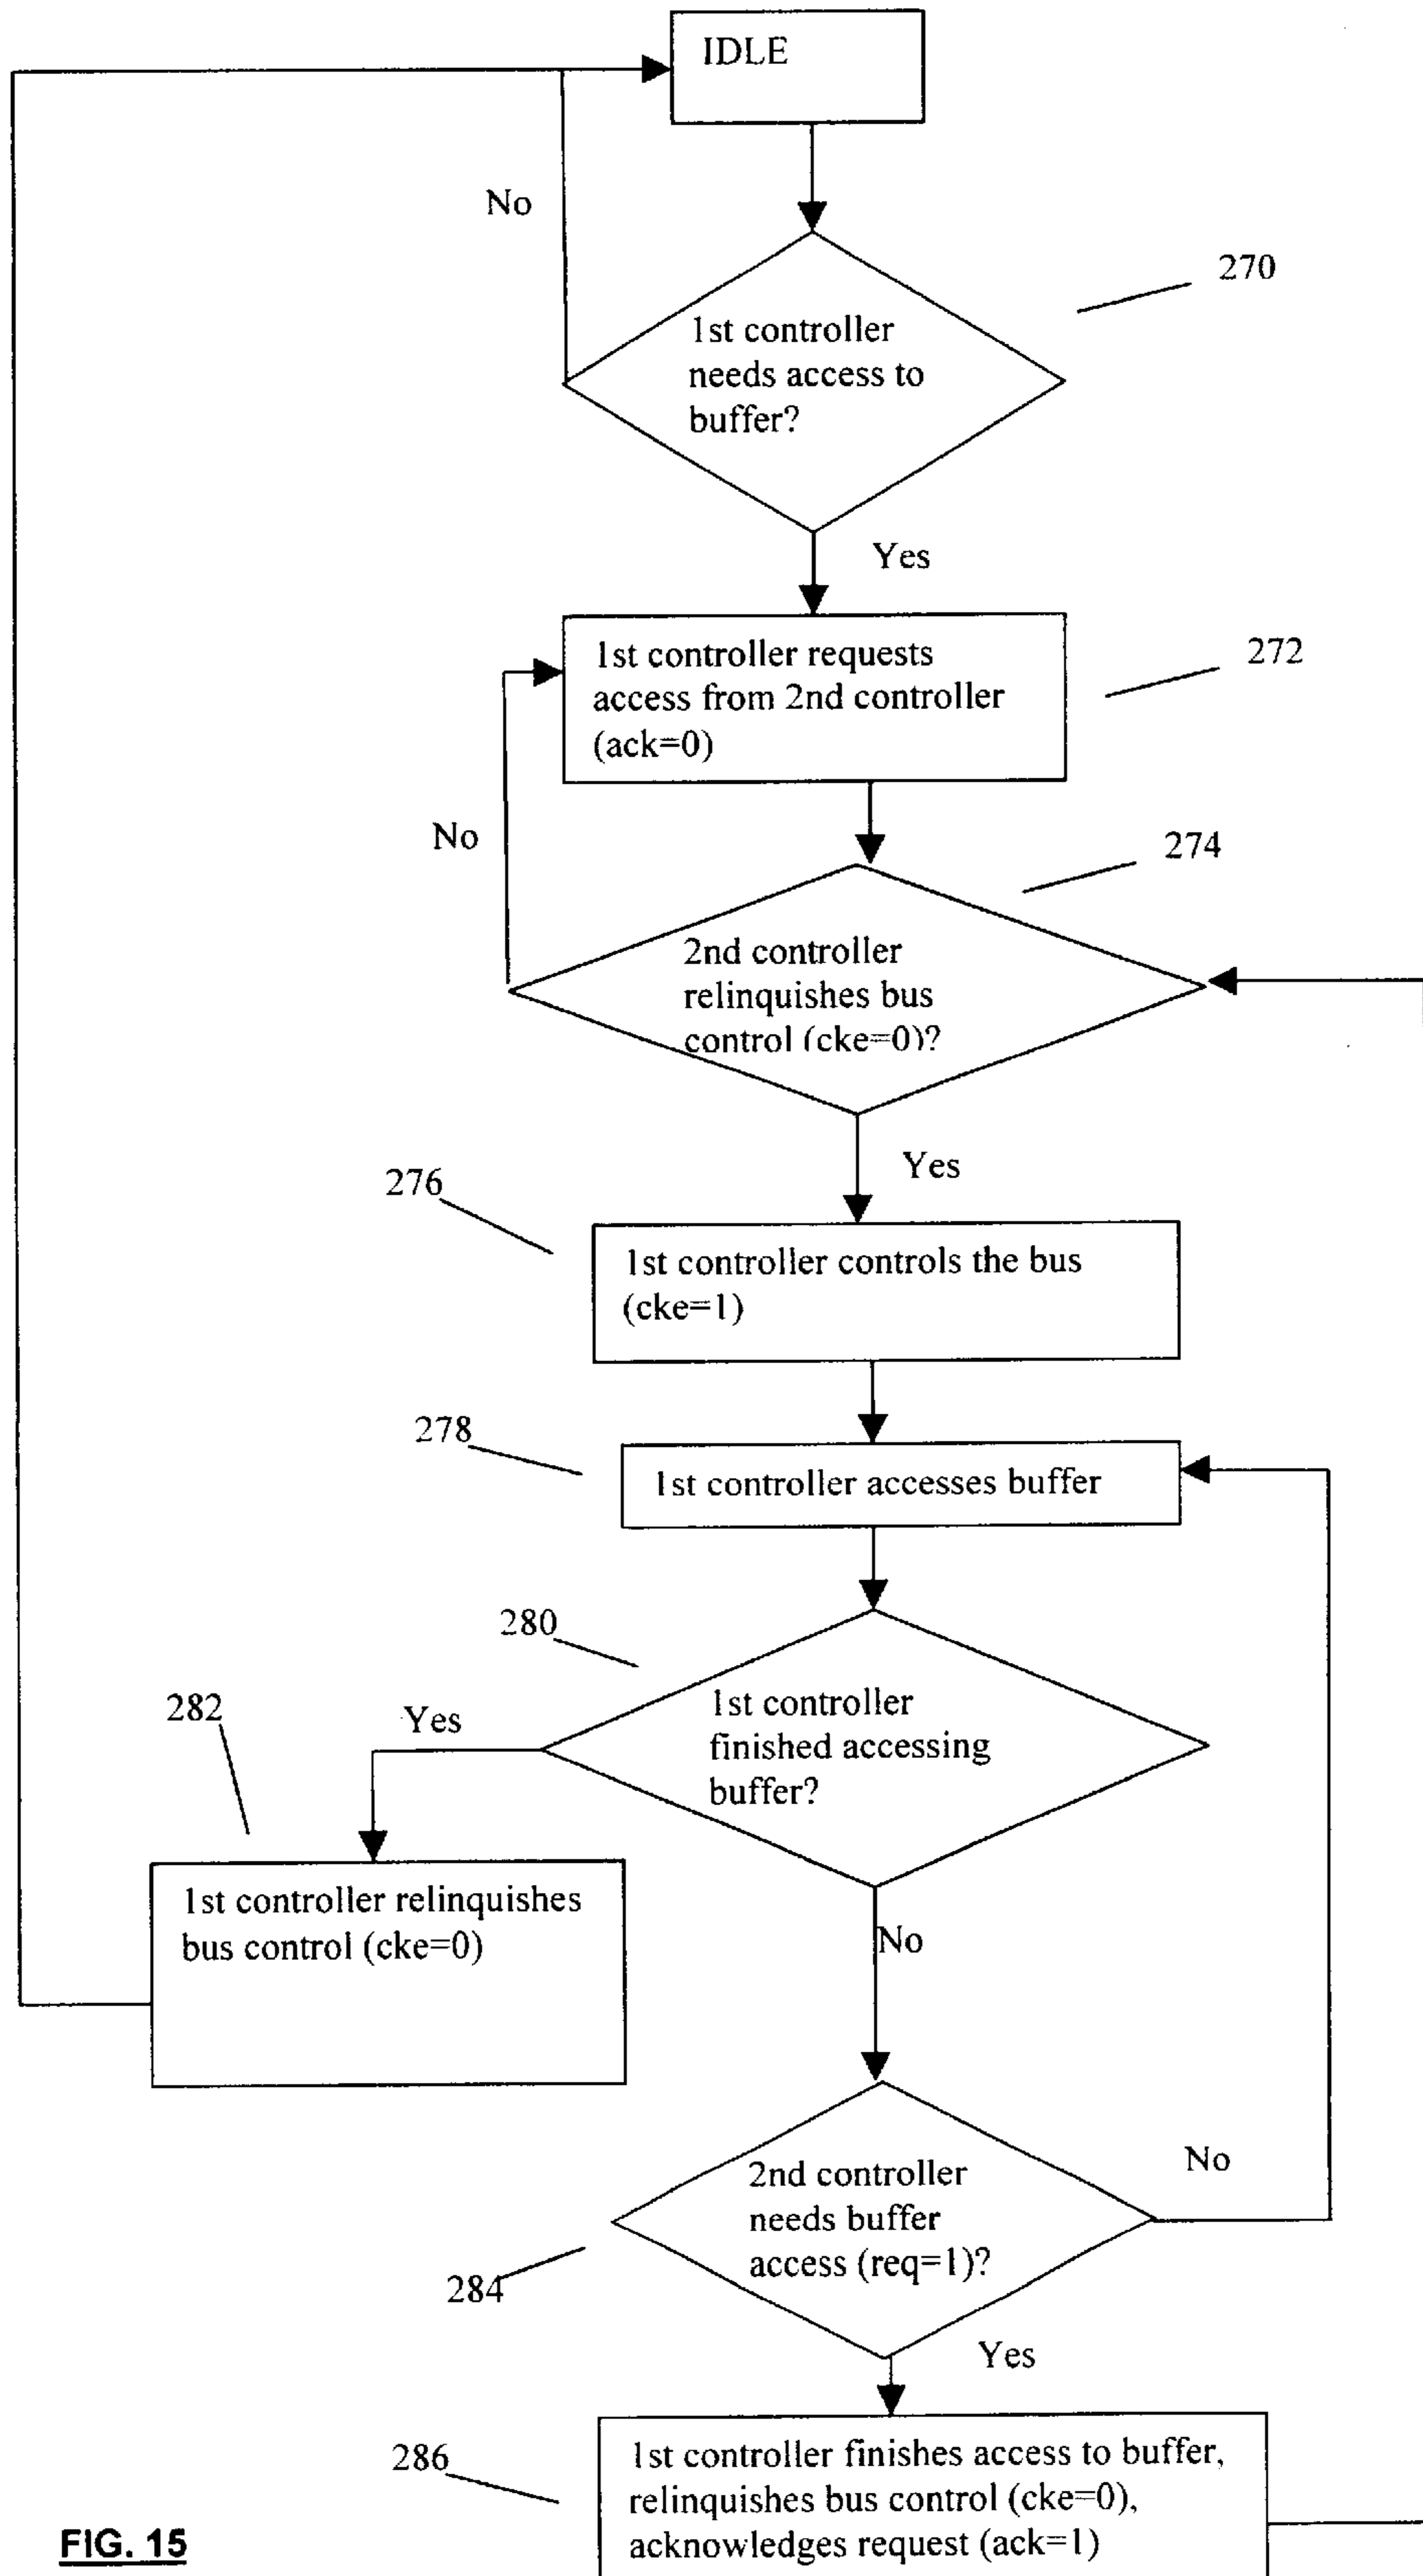 IDLE
No
270
1st controller
needs access to
buffer?
Yes
1st controller requests
access from 2nd controller
(ack=0)
272
No
274
2nd controller
relinquishes bus
control (cke=0)?
Yes
276
1st controller controls the bus
(cke=1)
278
1st controller accesses buffer
280
1st controller
finished accessing
buffer?
282
Yes
1st controller relinquishes
bus control (cke=0)
No
2nd controller
needs buffer
access (req=1)?
No
284
Yes
286
1st controller finishes access to buffer,
relinquishes bus control (cke=0),
acknowledges request (ack=1)
FIG. 15